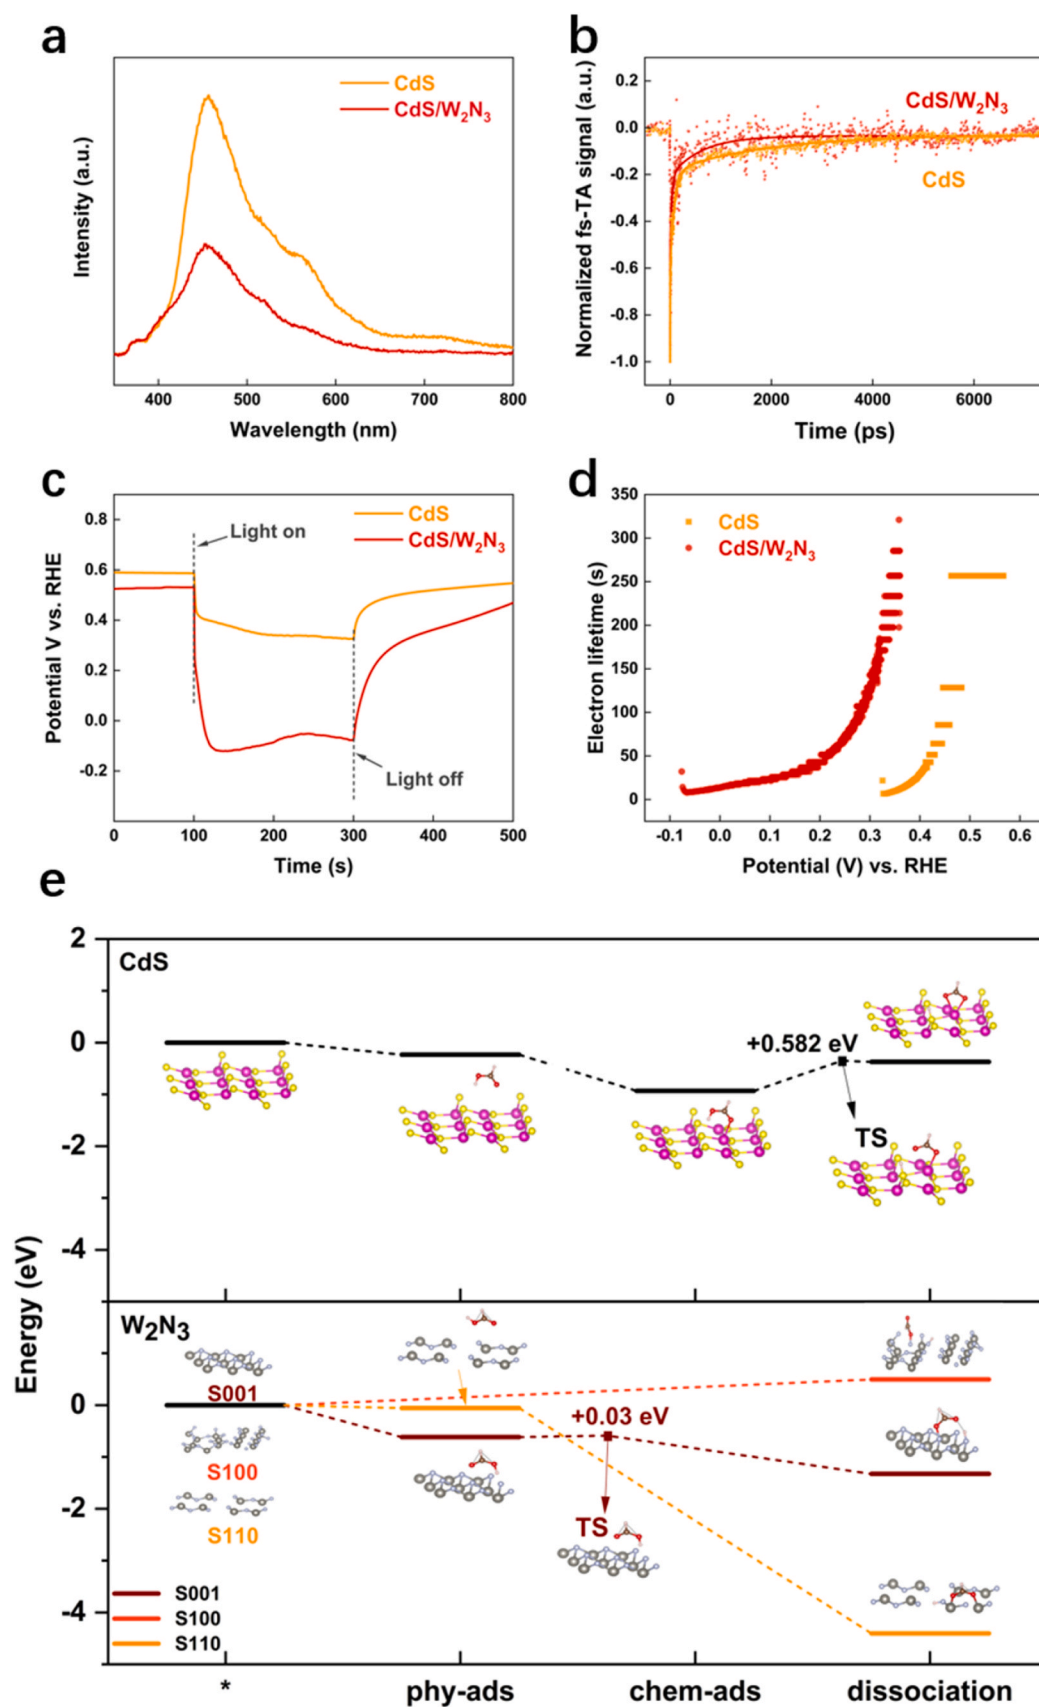 a
CdS
CdS/W₂N₃
Intensity (a.u.)
400 500 600 700 800
Wavelength (nm)
b
CdS/W₂N₃
CdS
Normalized fs-TA signal (a.u.)
0.2
0.0
-0.2
-0.4
-0.6
-0.8
-1.0
0 2000 4000 6000
Time (ps)
c
CdS
CdS/W₂N₃
Light on
Light off
Potential V vs. RHE
0.8
0.6
0.4
0.2
0.0
-0.2
0 100 200 300 400 500
Time (s)
d
CdS
CdS/W₂N₃
Electron lifetime (s)
350
300
250
200
150
100
50
0
-0.1 0.0 0.1 0.2 0.3 0.4 0.5 0.6
Potential (V) vs. RHE
e
Energy (eV)
2
0
-2
-4
CdS
+0.582 eV
TS
0
-2
-4
W₂N₃
S001
S100
S110
+0.03 eV
TS
S001
S100
S110
* phy-ads chem-ads dissociation